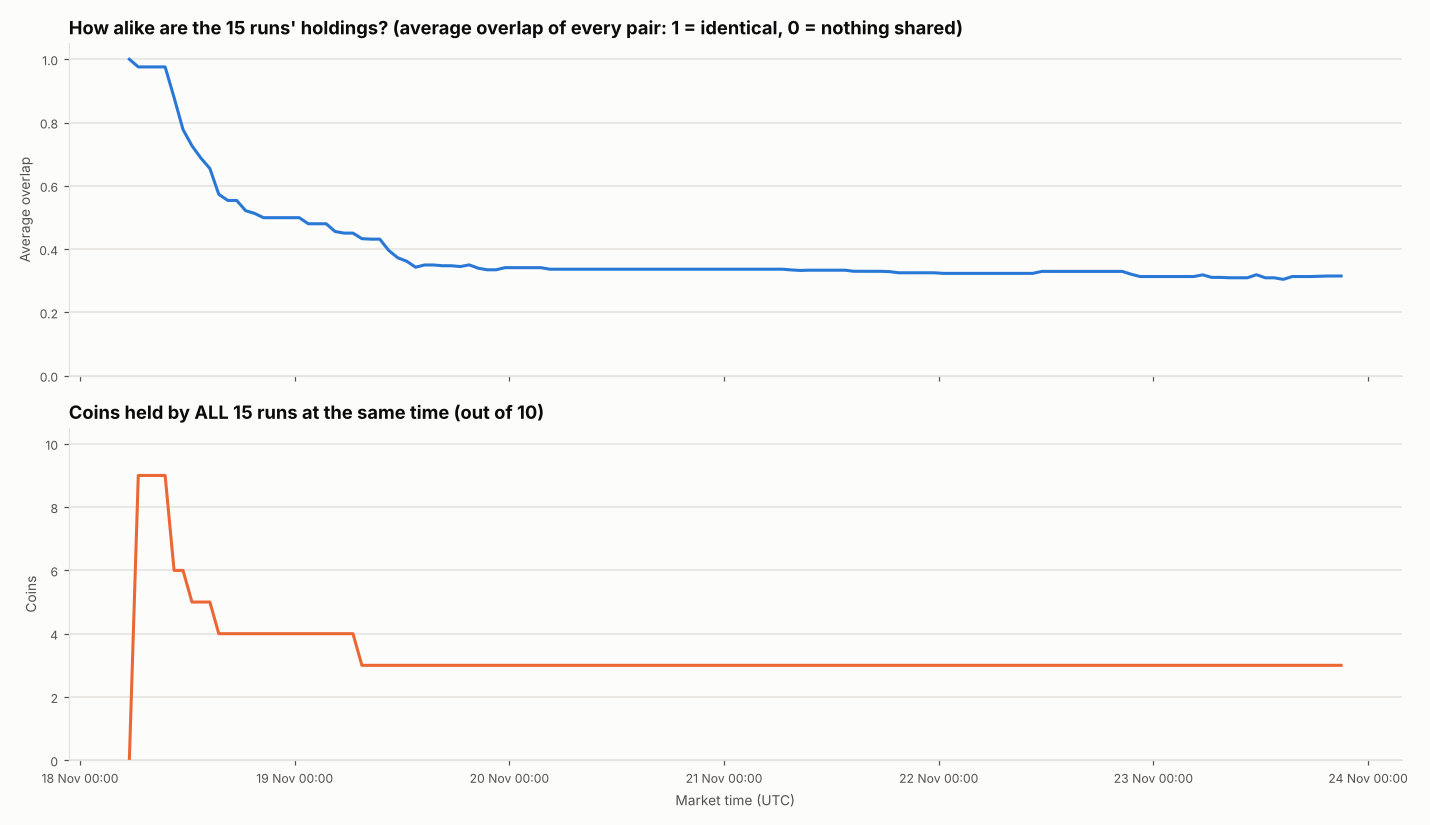 How alike are the 15 runs' holdings? (average overlap of every pair: 1 = identical, 0 = nothing shared)
1.0
0.8
0.6
0.4
0.2
0.0
Average overlap
Coins held by ALL 15 runs at the same time (out of 10)
10
8
6
4
2
0
Coins
18 Nov 00:00
19 Nov 00:00
20 Nov 00:00
21 Nov 00:00
22 Nov 00:00
23 Nov 00:00
24 Nov 00:00
Market time (UTC)